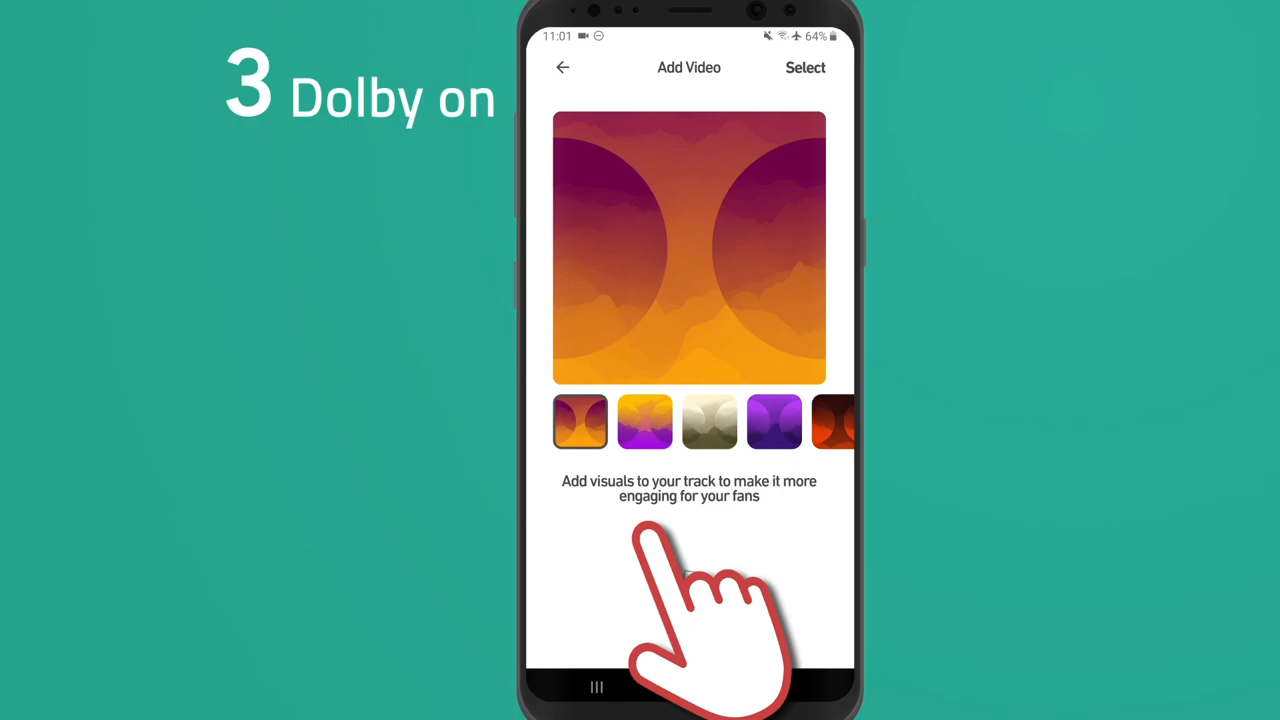 3 Dolby on
11:01
64%
Add Video
Select
Add visuals to your track to make it more
engaging for your fans